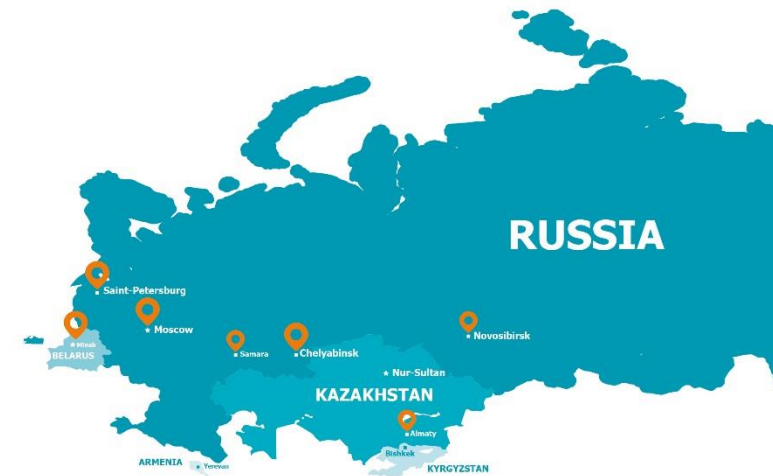 RUSSIA
Saint-Petersburg
Moscow
Novosibirsk
Minsk
BELARUS
Samara
Chelyabinsk
Nur-Sultan
KAZAKHSTAN
Almaty
Bishkek
ARMENIA
Yerevan
KYRGYZSTAN